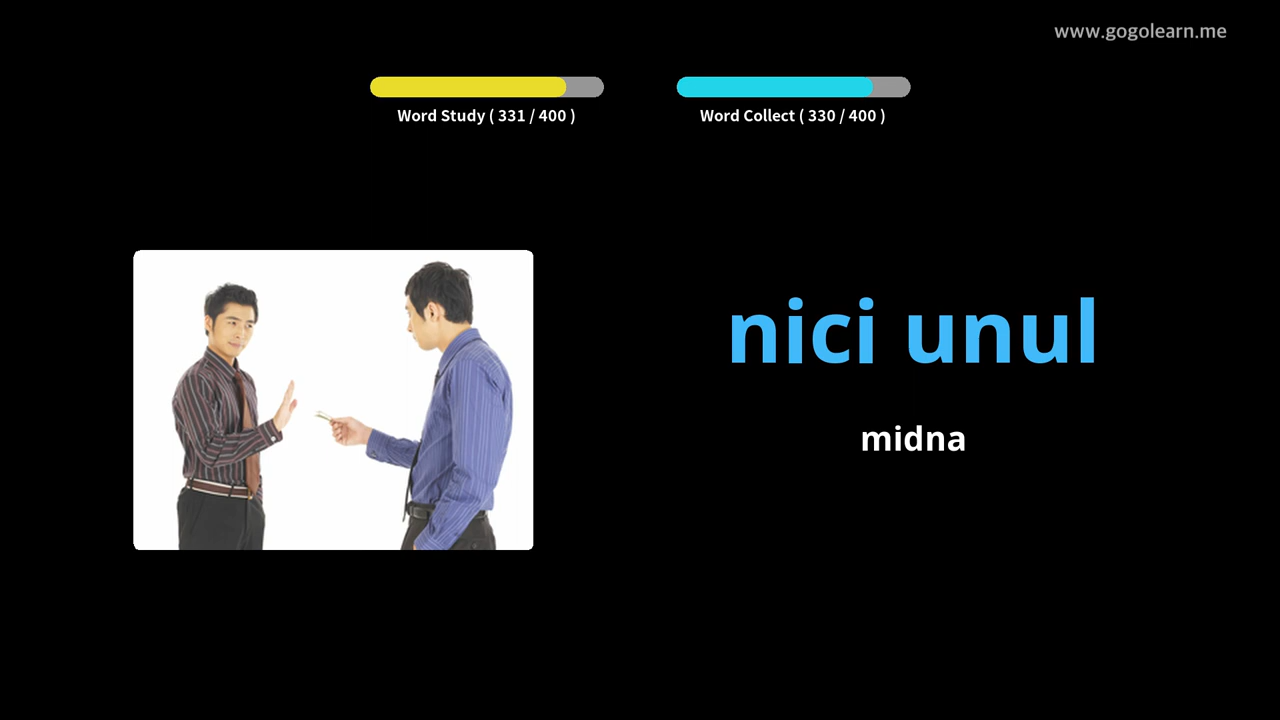 www.gogolearn.me
Word Study ( 331 / 400 )
Word Collect ( 330 / 400 )
nici unul
midna